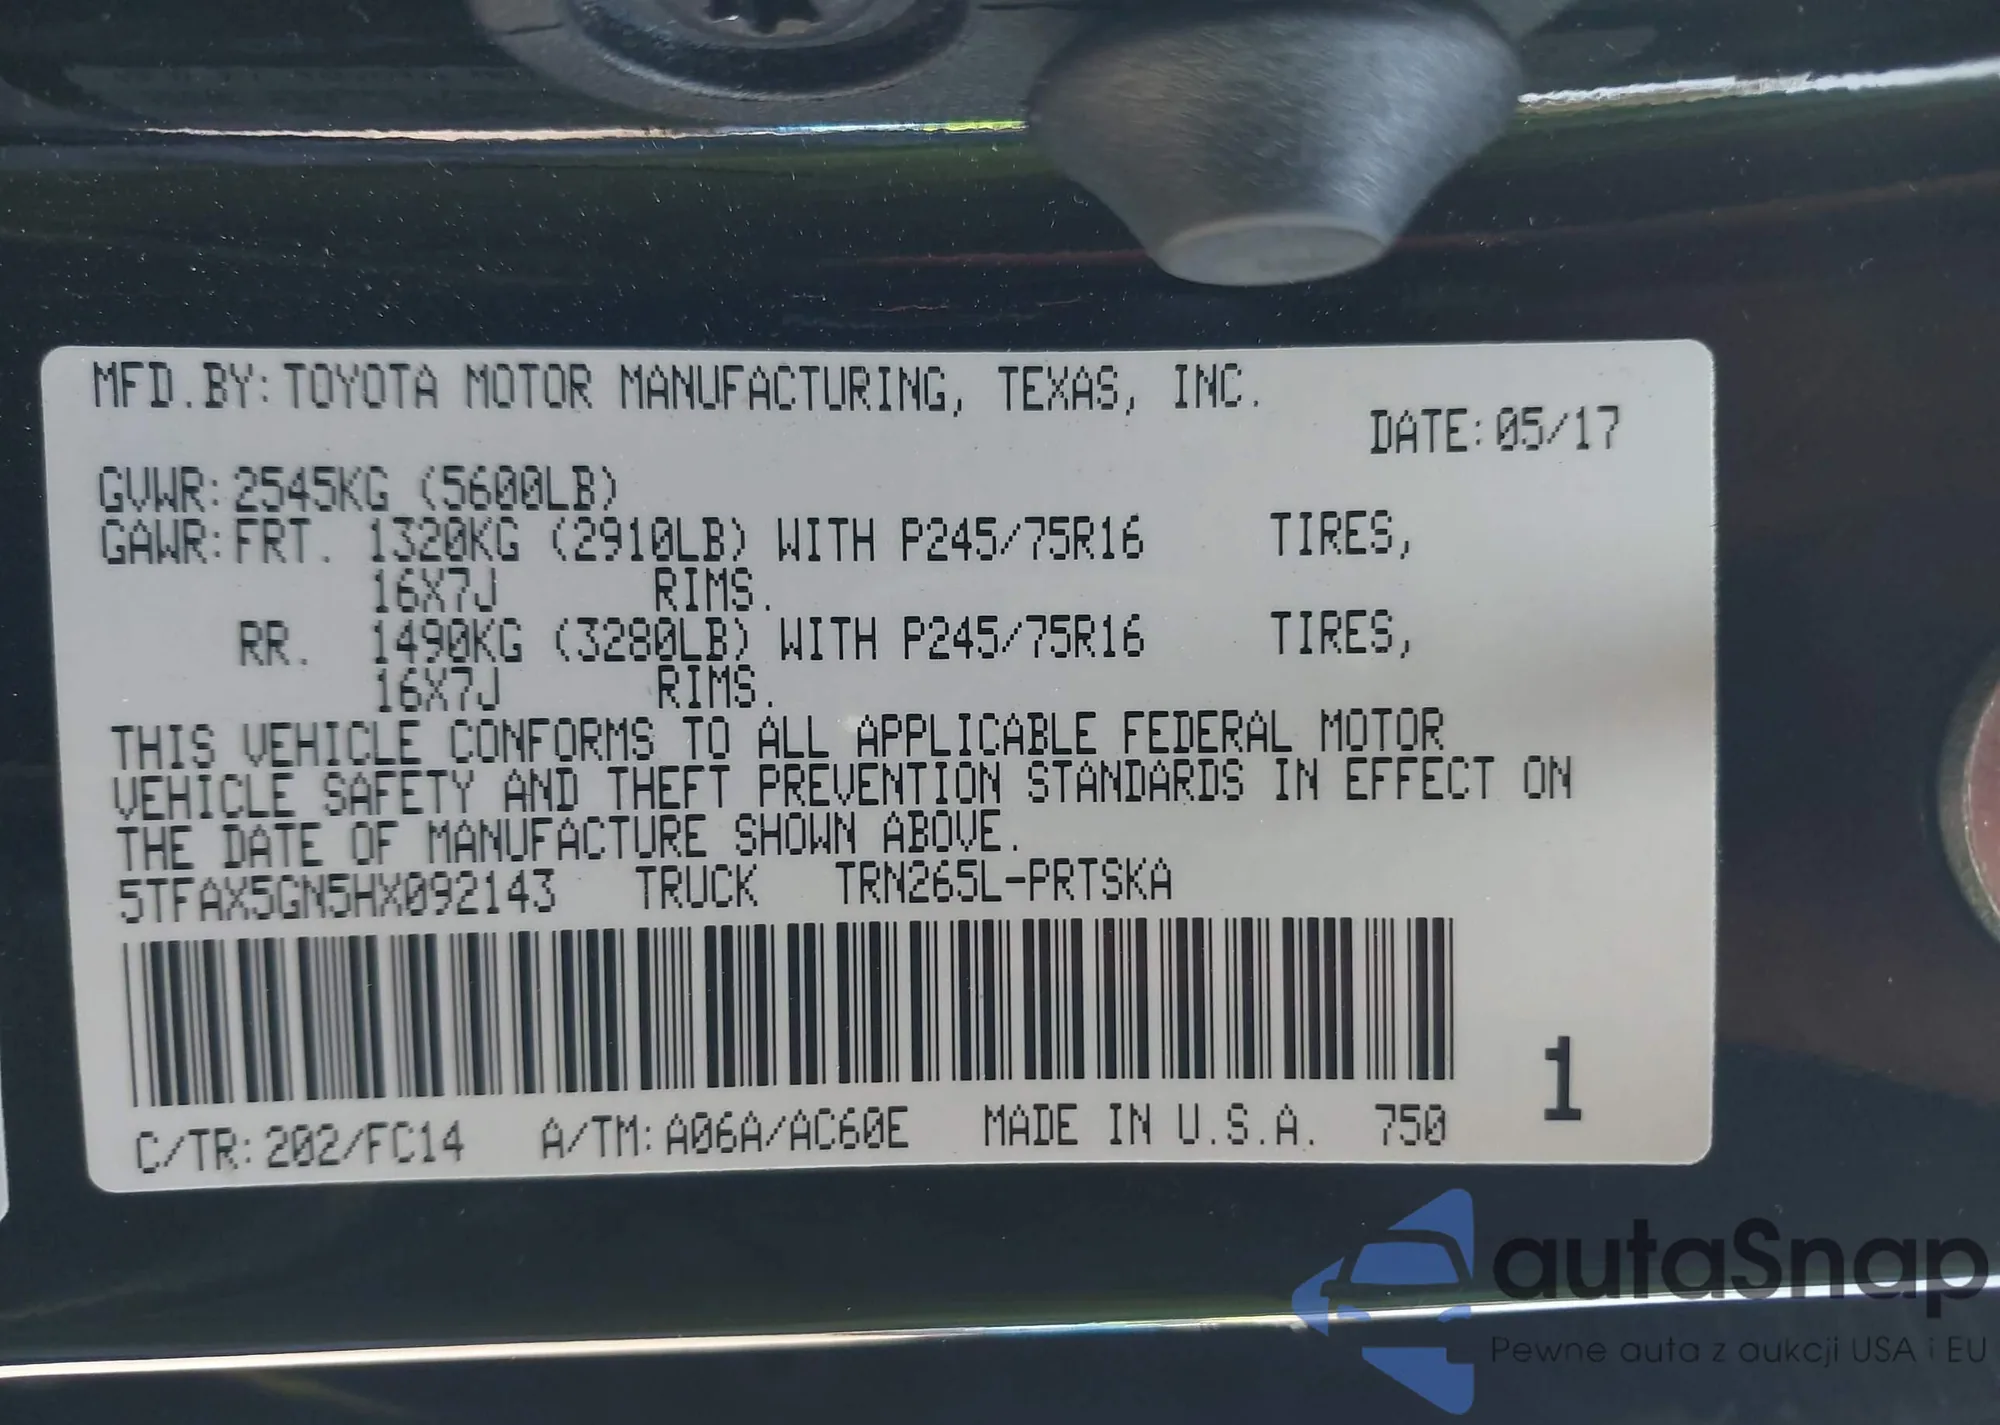 MFD.BY:TOYOTA MOTOR MANUFACTURING, TEXAS, INC.
DATE:05/17
GVWR:2545KG (5600LB)
GAWR:FRT. 1320KG (2910LB) WITH P245/75R16 TIRES,
16X7J RIMS.
RR. 1490KG (3280LB) WITH P245/75R16 TIRES,
16X7J RIMS.
THIS VEHICLE CONFORMS TO ALL APPLICABLE FEDERAL MOTOR
VEHICLE SAFETY AND THEFT PREVENTION STANDARDS IN EFFECT ON
THE DATE OF MANUFACTURE SHOWN ABOVE.
5TFAX5GN5HX092143 TRUCK TRN265L-PRTSKA
1
C/TR:202/FC14 A/TM:A06A/AC60E MADE IN U.S.A. 750
autaSnap
Pewne auta z aukcji USA i EU